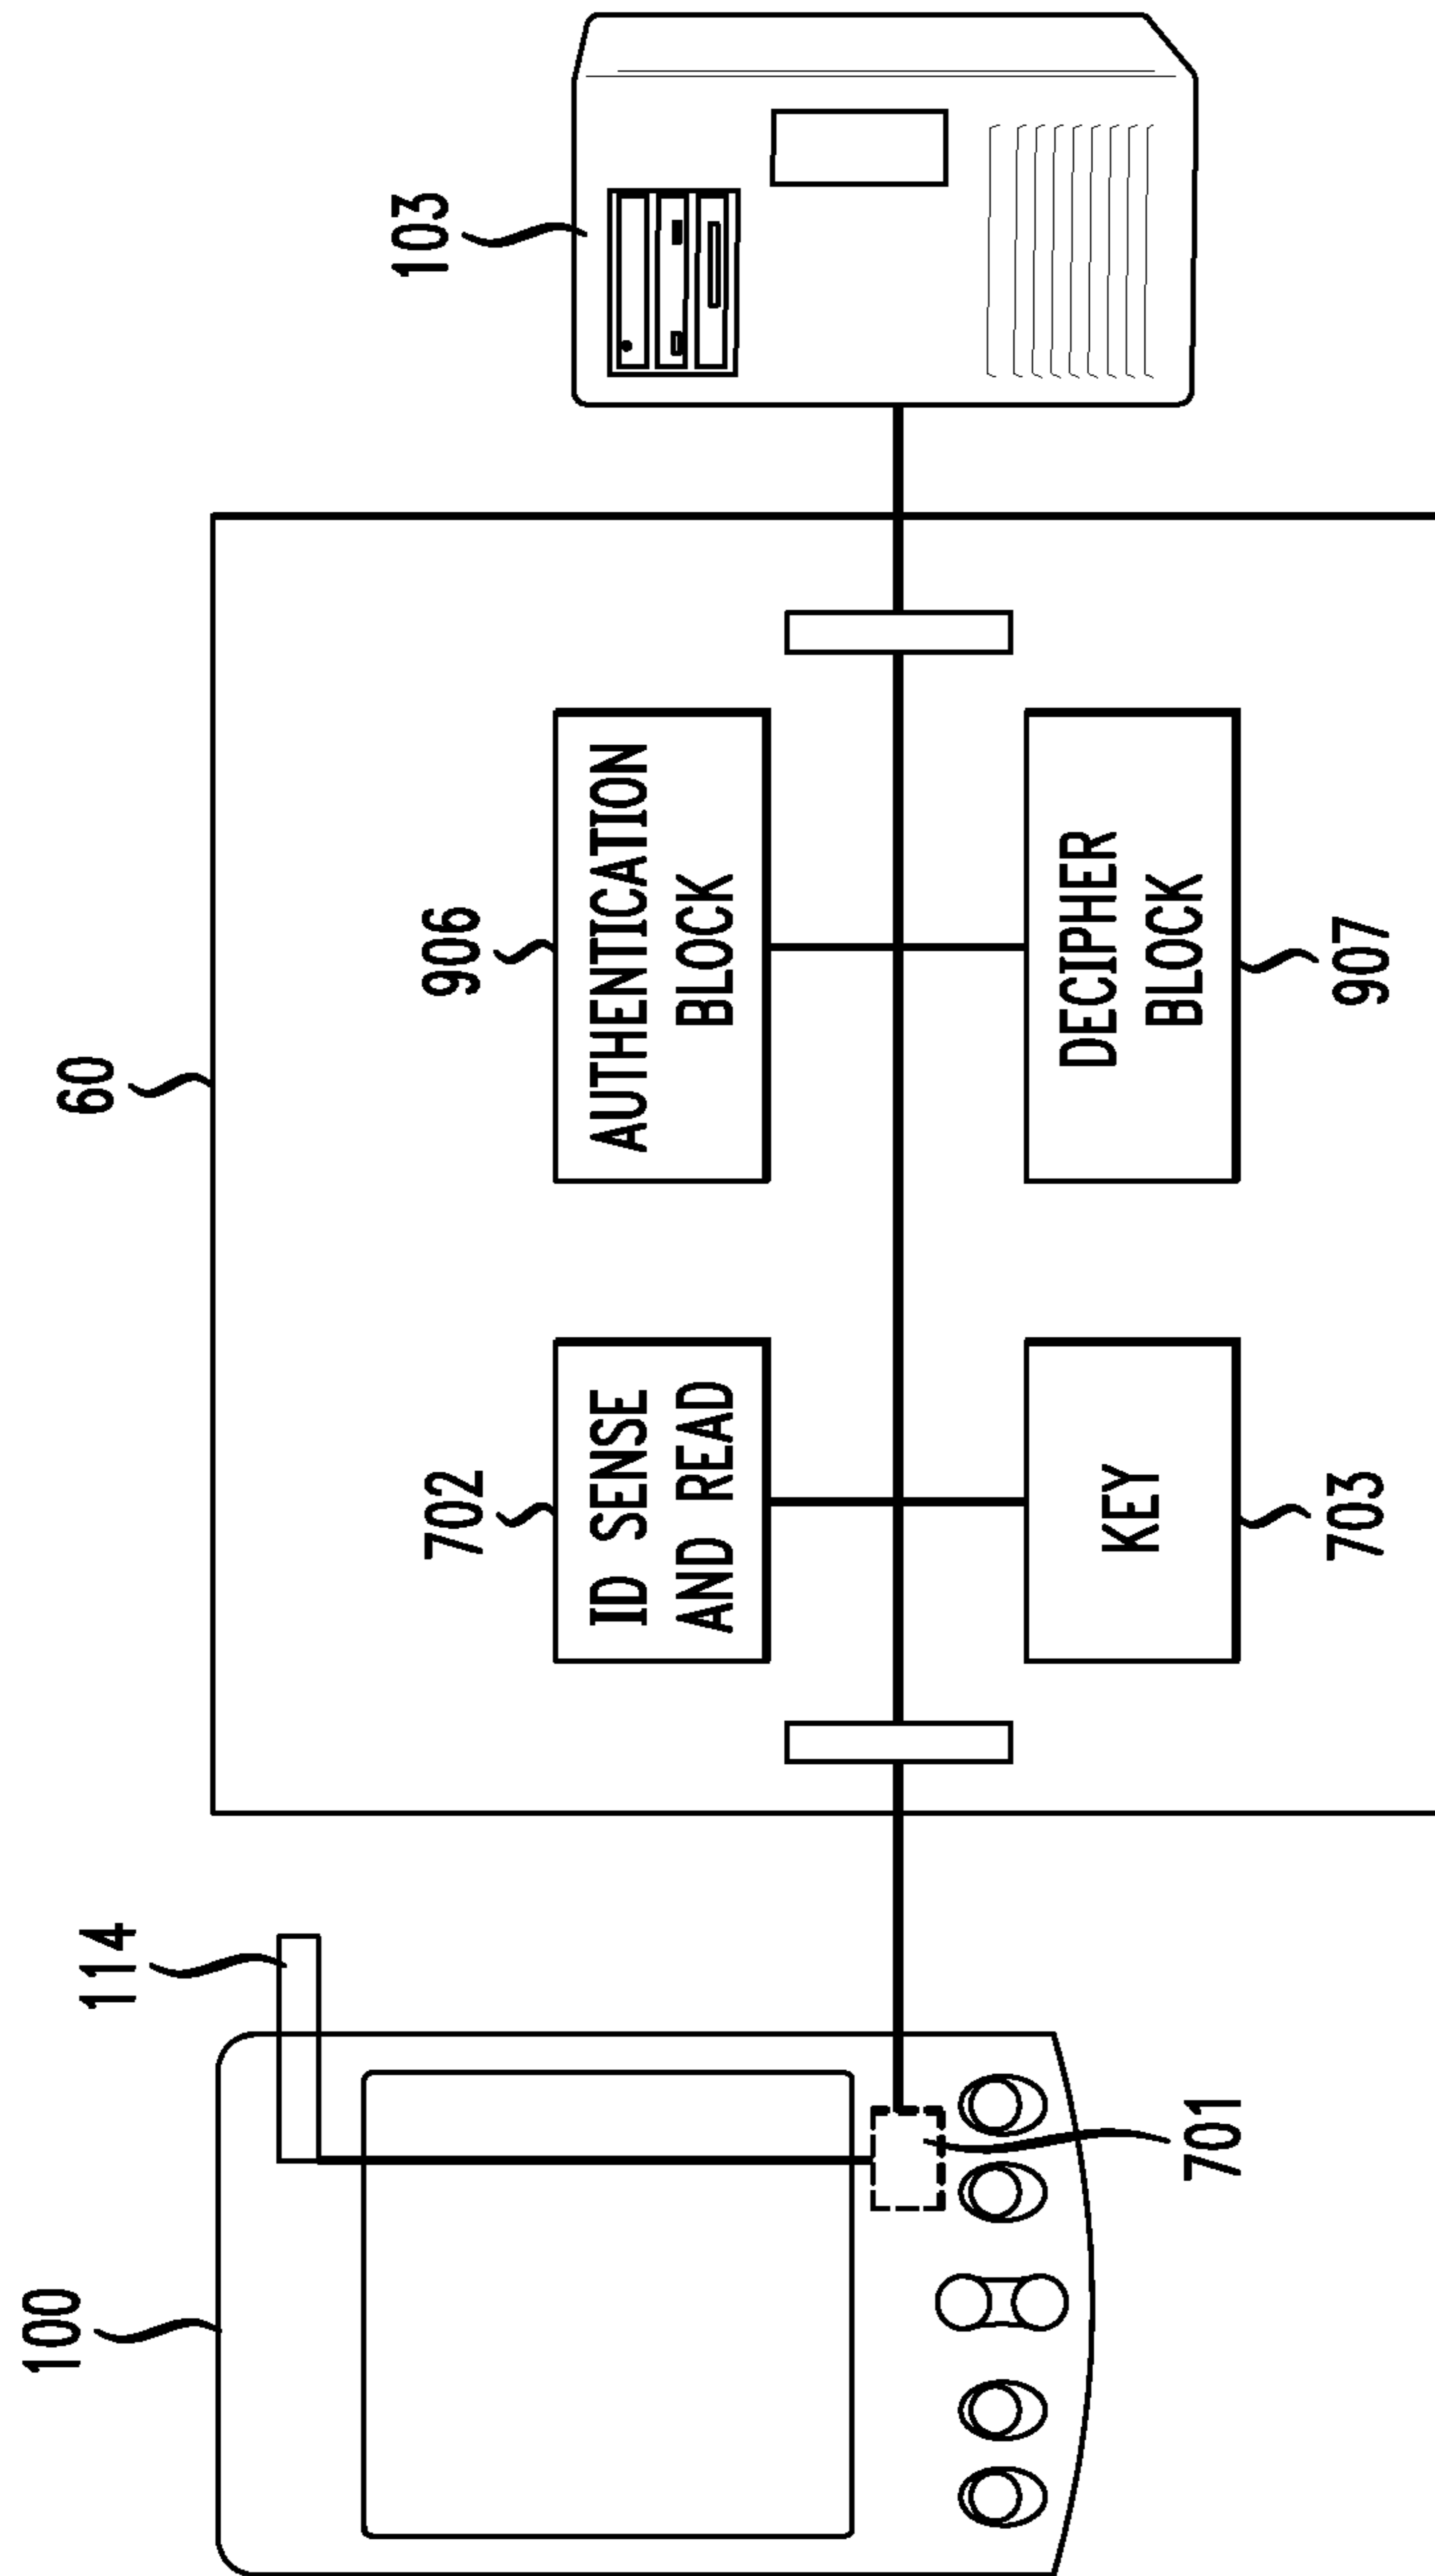 100
114
60
103
702
906
ID SENSE
AND READ
AUTHENTICATION
BLOCK
KEY
DECIPHER
BLOCK
701
703
907